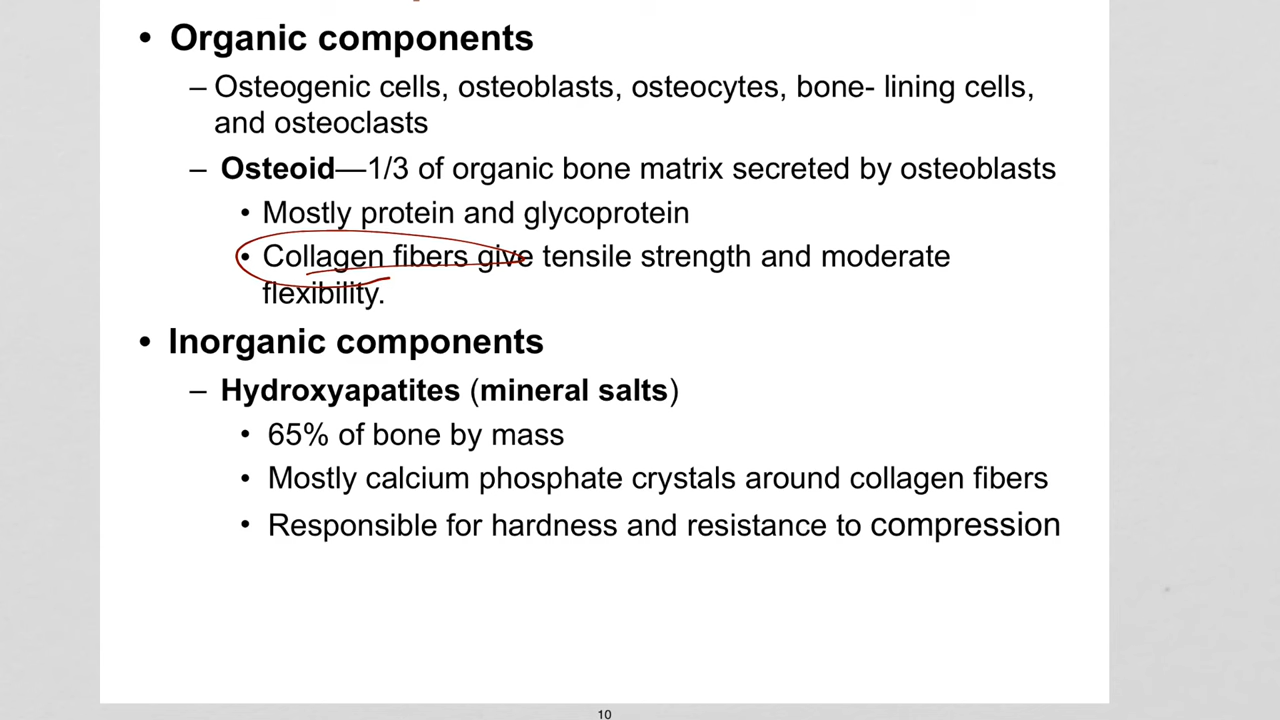 • Organic components
– Osteogenic cells, osteoblasts, osteocytes, bone- lining cells,
and osteoclasts
– Osteoid—1/3 of organic bone matrix secreted by osteoblasts
• Mostly protein and glycoprotein
• Collagen fibers give tensile strength and moderate
flexibility.
• Inorganic components
– Hydroxyapatites (mineral salts)
• 65% of bone by mass
• Mostly calcium phosphate crystals around collagen fibers
• Responsible for hardness and resistance to compression
10